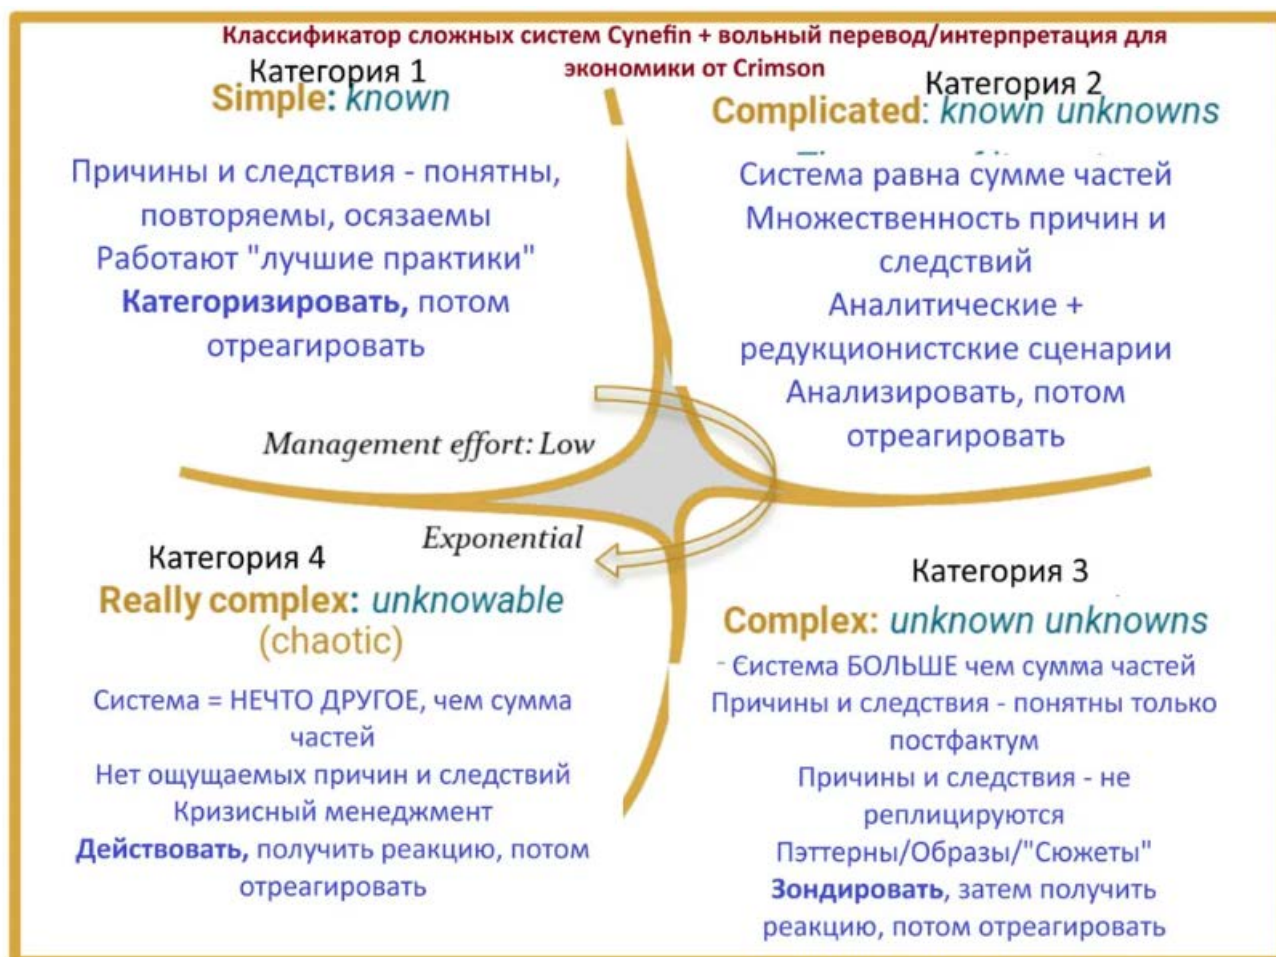 Классификатор сложных систем Cynefin + вольный перевод/интерпретация для
экономики от Crimson
Категория 1
Simple: known
Причины и следствия - понятны,
повторяемы, осязаемы
Работают "лучшие практики"
Категоризировать, потом
отреагировать
Категория 2
Complicated: known unknowns
Система равна сумме частей
Множественность причин и
следствий
Аналитические +
редукционистские сценарии
Анализировать, потом
отреагировать
Management effort: Low
Exponential
Категория 4
Really complex: unknowable
(chaotic)
Система = НЕЧТО ДРУГОЕ, чем сумма
частей
Нет ощущаемых причин и следствий
Кризисный менеджмент
Действовать, получить реакцию, потом
отреагировать
Категория 3
Complex: unknown unknowns
Система БОЛЬШЕ чем сумма частей
Причины и следствия - понятны только
постфактум
Причины и следствия - не
реплицируются
Пэттерны/Образы/"Сюжеты"
Зондировать, затем получить
реакцию, потом отреагировать